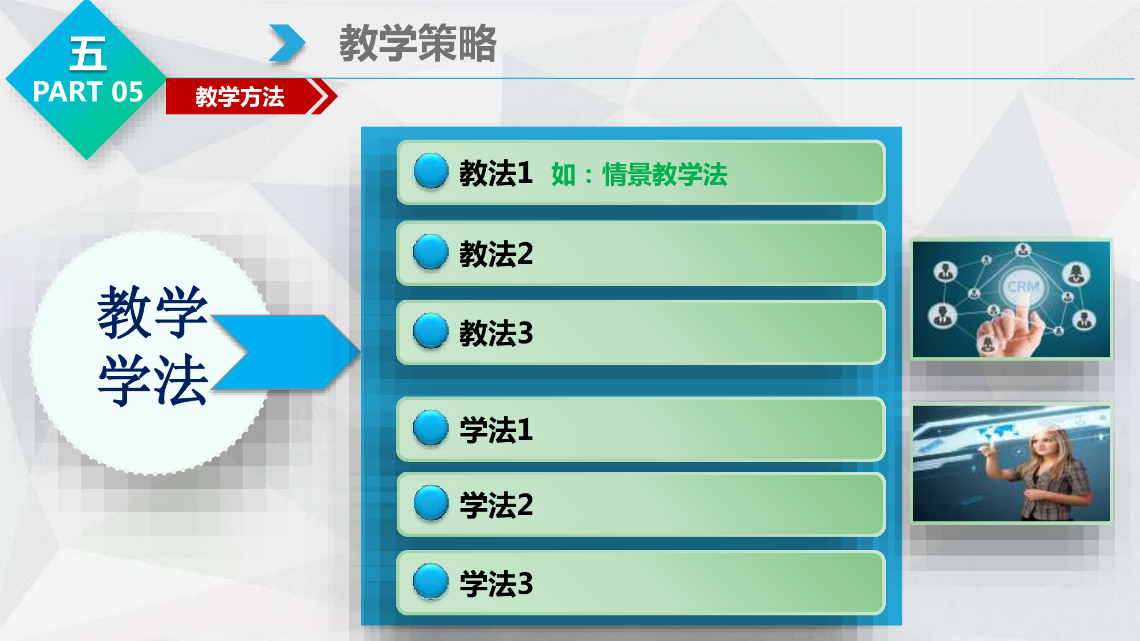 五
PART 05
教学策略
教学方法
教学
学法
教法1 如：情景教学法
教法2
教法3
学法1
学法2
学法3
CRM